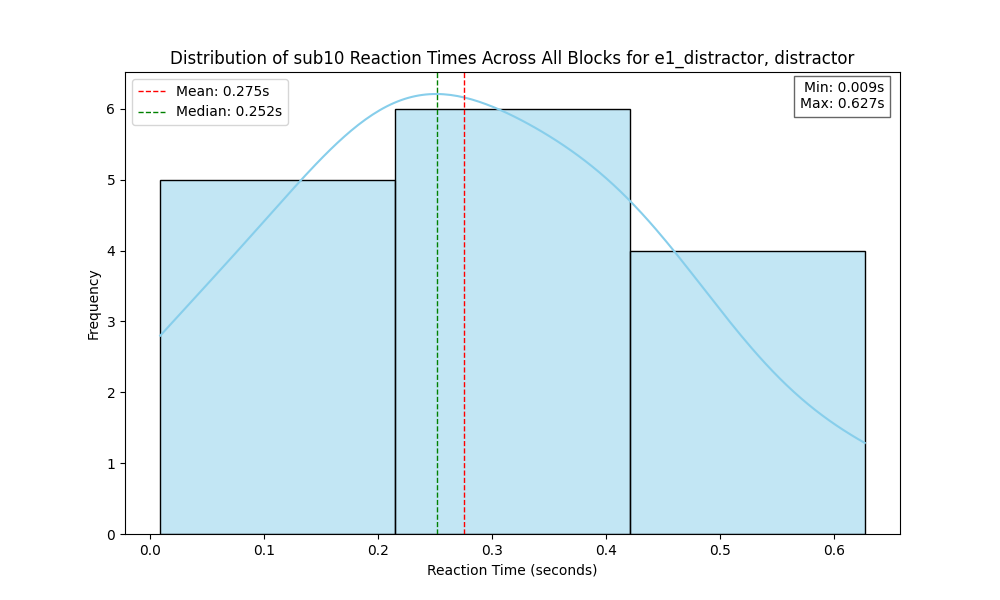 Distribution of sub10 Reaction Times Across All Blocks for e1_distractor, distractor
Mean: 0.275s
Median: 0.252s
Min: 0.009s
Max: 0.627s
Frequency
6
5
4
3
2
1
0
0.0 0.1 0.2 0.3 0.4 0.5 0.6
Reaction Time (seconds)